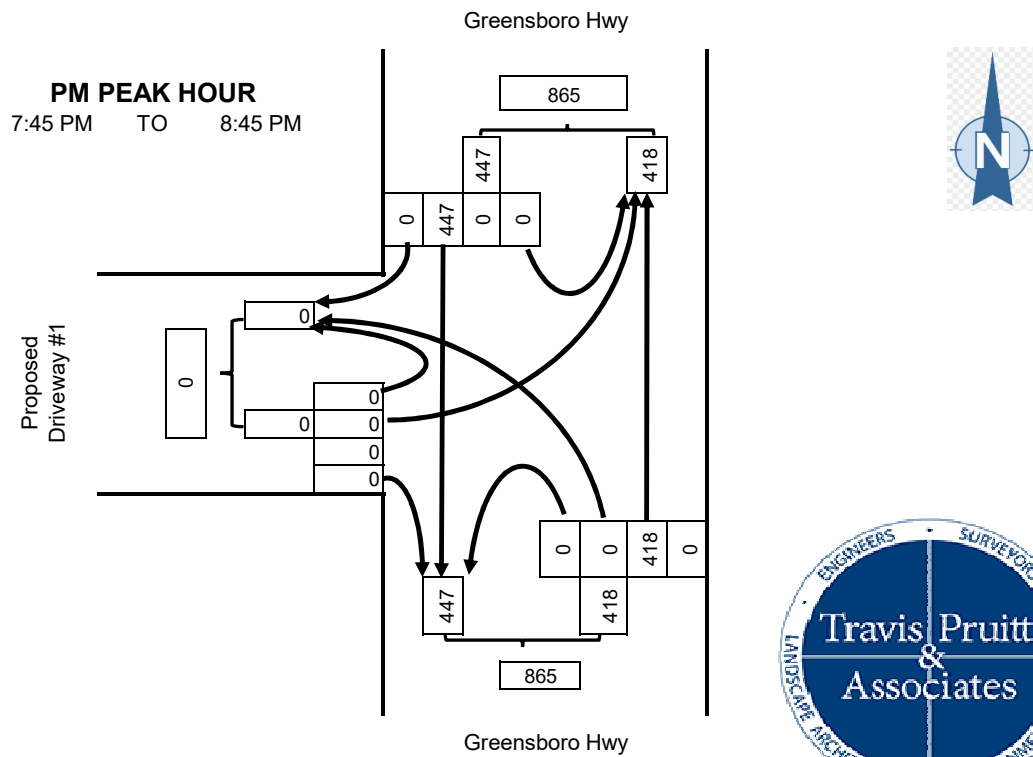 Greensboro Hwy
PM PEAK HOUR
7:45 PM TO 8:45 PM
865
447
418
0 447 0 0
N
Proposed
Driveway #1
0
0
0
0 0
0
0
0 0 418 0
447
418
865
Greensboro Hwy
ENGINEERS · SURVEYORS
Travis Pruitt
&
Associates
LANDSCAPE